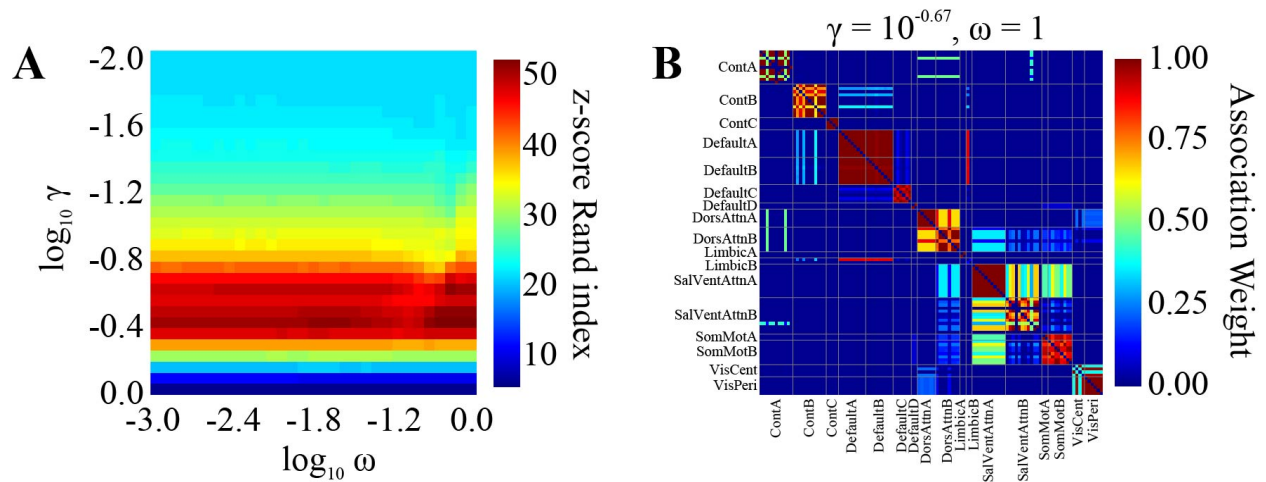 A
log₁₀ γ
-2.0
-1.6
-1.2
-0.8
-0.4
0.0
-3.0
-2.4
-1.8
-1.2
0.0
log₁₀ ω
50
40
30
20
10
z-score Rand index
B
γ = 10^-0.67, ω = 1
ContA
ContB
ContC
DefaultA
DefaultB
DefaultC
DefaultD
DorsAttnA
DorsAttnB
LimbicA
LimbicB
SalVentAttnA
SalVentAttnB
SomMotA
SomMotB
VisCent
VisPeri
ContA
ContB
ContC
DefaultA
DefaultB
DefaultC
DefaultD
DorsAttnA
DorsAttnB
LimbicA
LimbicB
SalVentAttnA
SalVentAttnB
SomMotA
SomMotB
VisCent
VisPeri
1.00
0.75
0.50
0.25
0.00
Association Weight